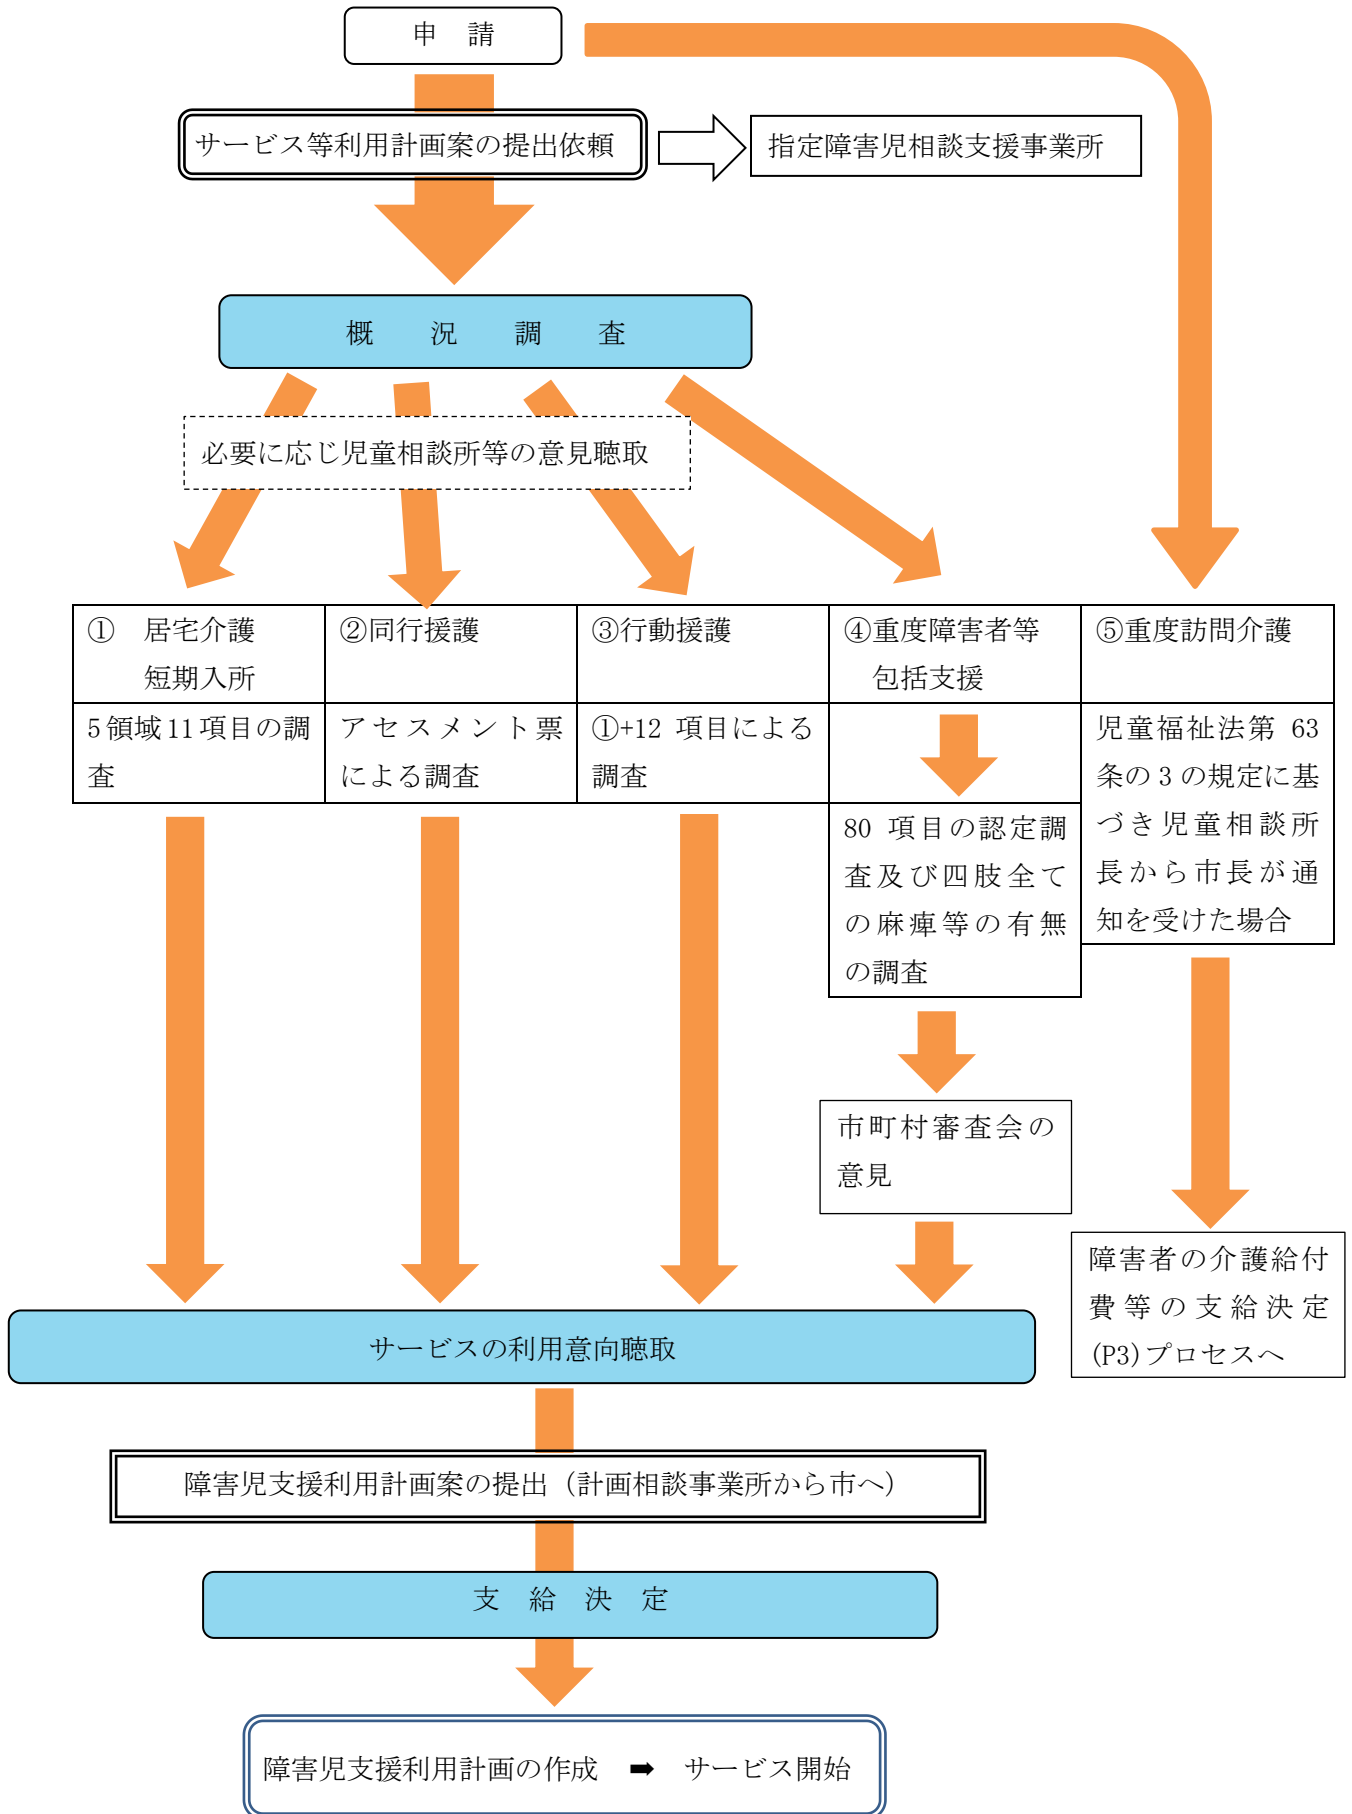 申　請
サービス等利用計画案の提出依頼
指定障害児相談支援事業所
概　況　調　査
必要に応じ児童相談所等の意見聴取
①　居宅介護
短期入所
5領域11項目の調
査
②同行援護
アセスメント票
による調査
③行動援護
①+12 項目による
調査
④重度障害者等
包括支援
80 項目の認定調
査及び四肢全て
の麻痺等の有無
の調査
⑤重度訪問介護
児童福祉法第 63
条の 3 の規定に基
づき児童相談所
長から市長が通
知を受けた場合
市町村審査会の
意見
障害者の介護給付
費等の支給決定
(P3)プロセスへ
サービスの利用意向聴取
障害児支援利用計画案の提出（計画相談事業所から市へ）
支　給　決　定
障害児支援利用計画の作成　➡　サービス開始